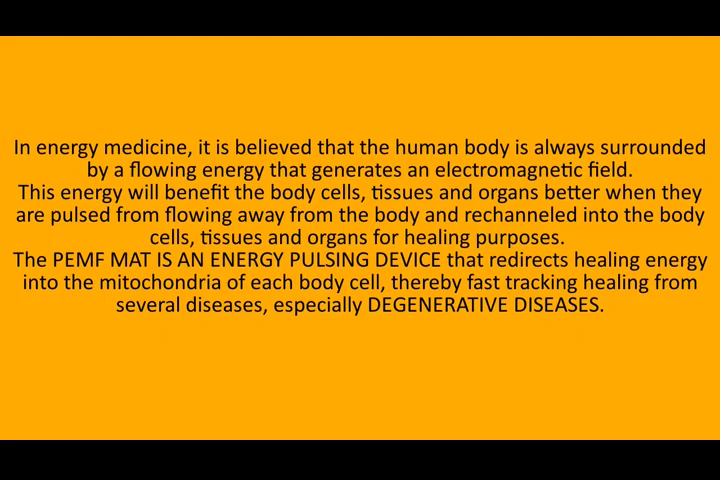 In energy medicine, it is believed that the human body is always surrounded
by a flowing energy that generates an electromagnetic field.
This energy will benefit the body cells, tissues and organs better when they
are pulsed from flowing away from the body and rechanneled into the body
cells, tissues and organs for healing purposes.
The PEMF MAT IS AN ENERGY PULSING DEVICE that redirects healing energy
into the mitochondria of each body cell, thereby fast tracking healing from
several diseases, especially DEGENERATIVE DISEASES.